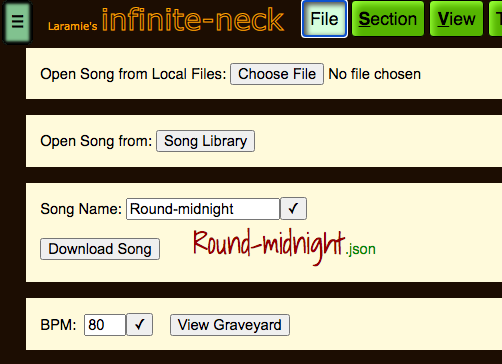 ☰ Laramie's infinite-neck File Section View
Open Song from Local Files: Choose File No file chosen
Open Song from: Song Library
Song Name: Round-midnight ✓
Download Song Round-midnight.json
BPM: 80 ✓ View Graveyard